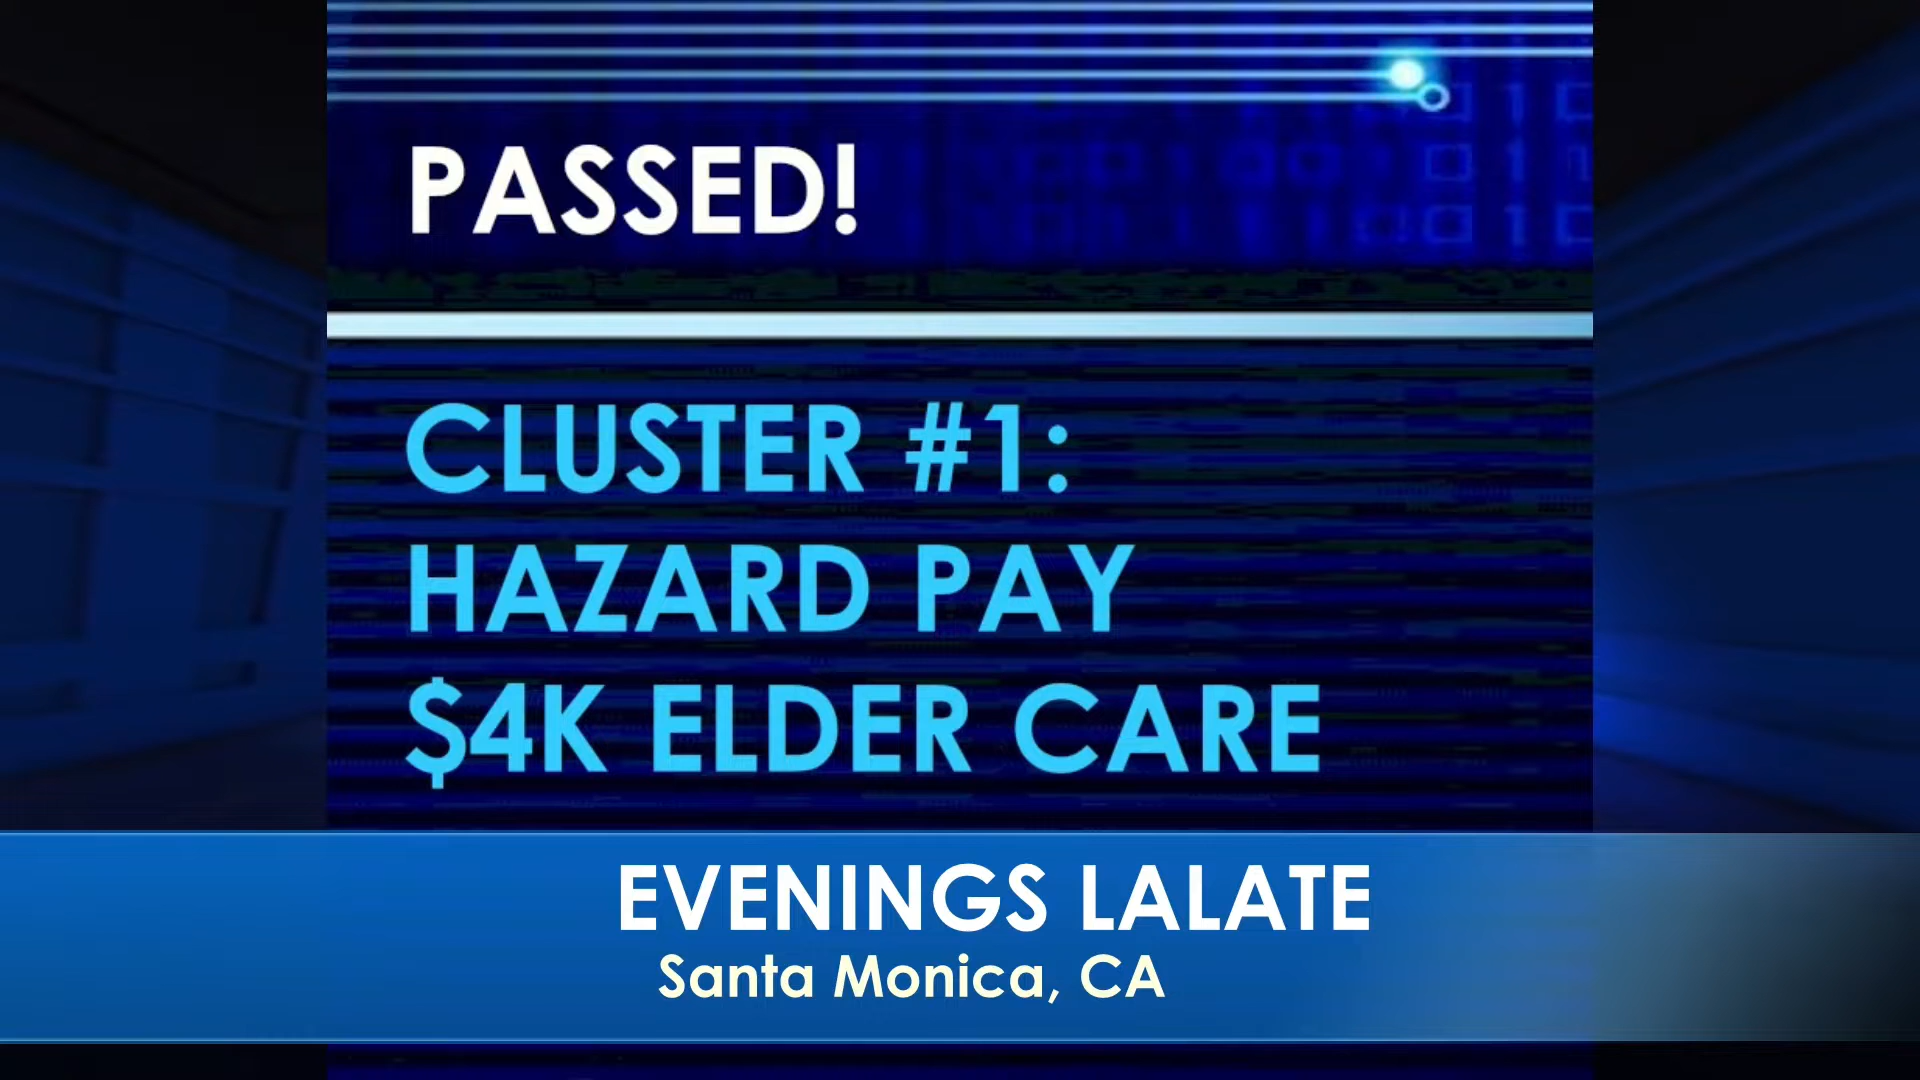 PASSED!
CLUSTER #1:
HAZARD PAY
$4K ELDER CARE
EVENINGS LALATE
Santa Monica, CA